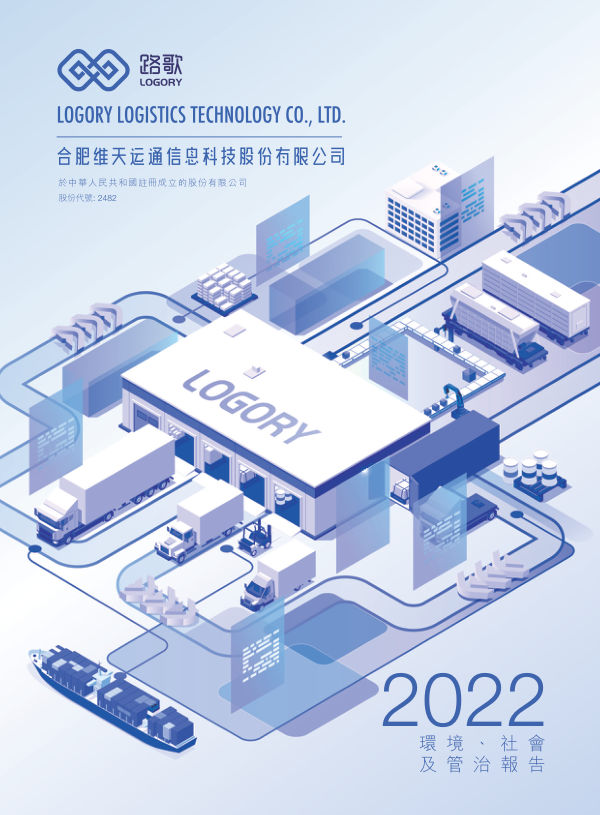 路歌
LOGORY
LOGORY LOGISTICS TECHNOLOGY CO., LTD.
合肥维天运通信息科技股份有限公司
於中華人民共和國註冊成立的股份有限公司
股份代號: 2482
LOGORY
2022
環境、社會
及管治報告